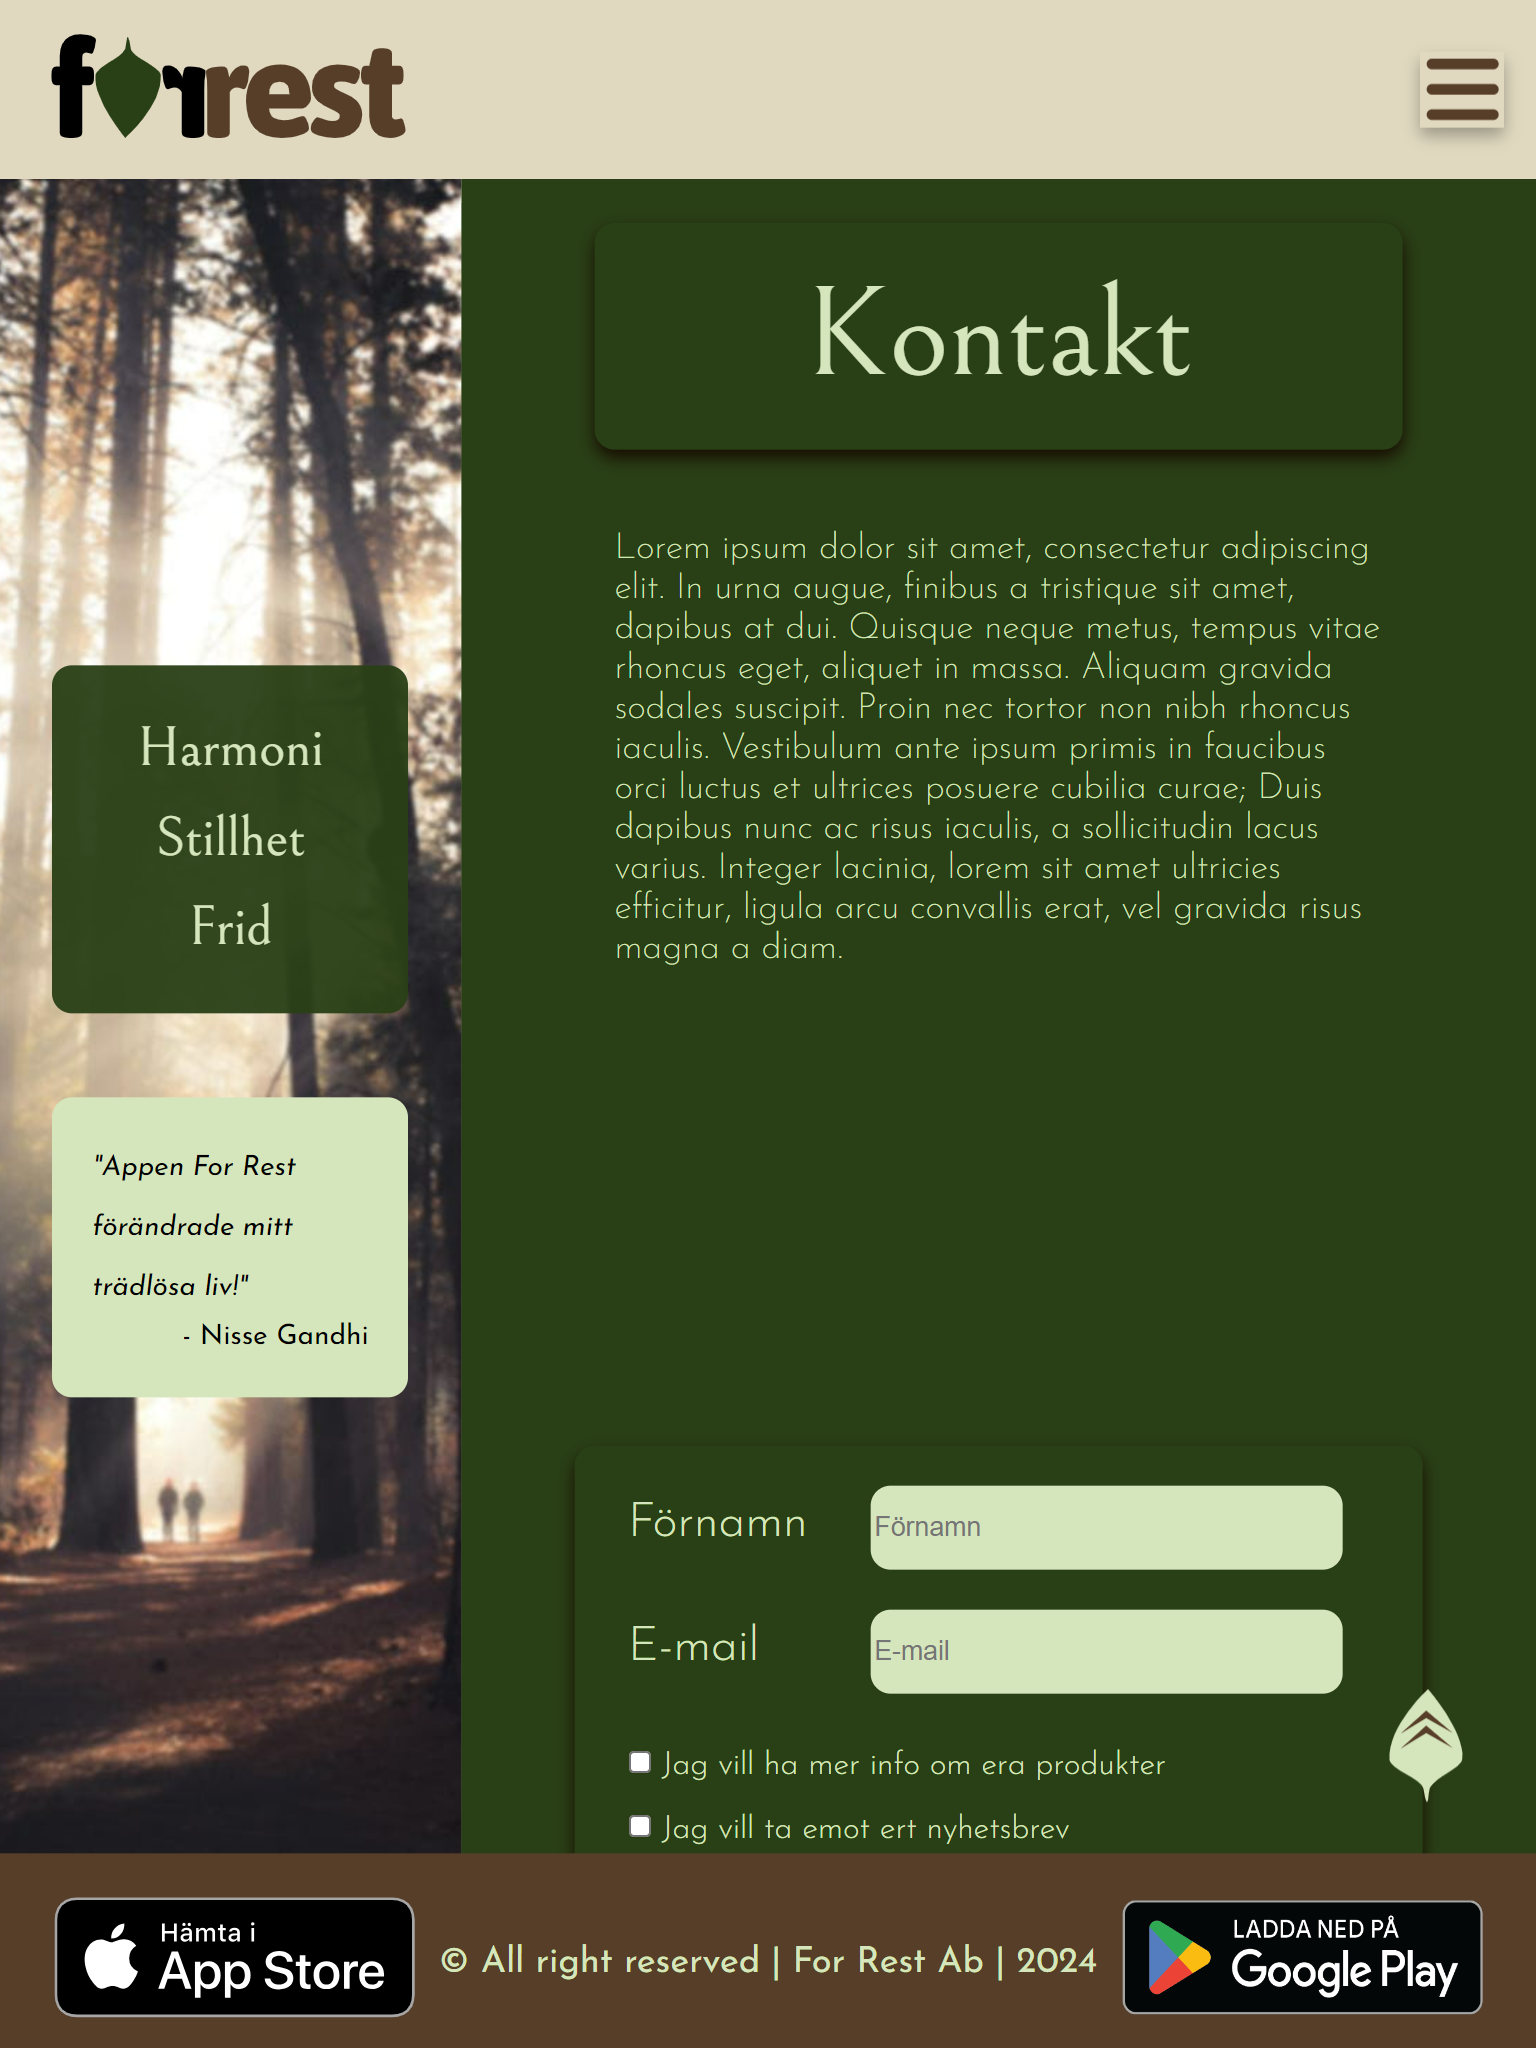 forrest
Kontakt
Lorem ipsum dolor sit amet, consectetur adipiscing
elit. In urna augue, finibus a tristique sit amet,
dapibus at dui. Quisque neque metus, tempus vitae
rhoncus eget, aliquet in massa. Aliquam gravida
sodales suscipit. Proin nec tortor non nibh rhoncus
iaculis. Vestibulum ante ipsum primis in faucibus
orci luctus et ultrices posuere cubilia curae; Duis
dapibus nunc ac risus iaculis, a sollicitudin lacus
varius. Integer lacinia, lorem sit amet ultricies
efficitur, ligula arcu convallis erat, vel gravida risus
magna a diam.
Harmoni
Stillhet
Frid
"Appen For Rest
förändrade mitt
trädlösa liv!"
- Nisse Gandhi
Förnamn
Förnamn
E-mail
E-mail
Jag vill ha mer info om era produkter
Jag vill ta emot ert nyhetsbrev
Hämta i
App Store
© All right reserved | For Rest Ab | 2024
LADDA NED PÅ
Google Play